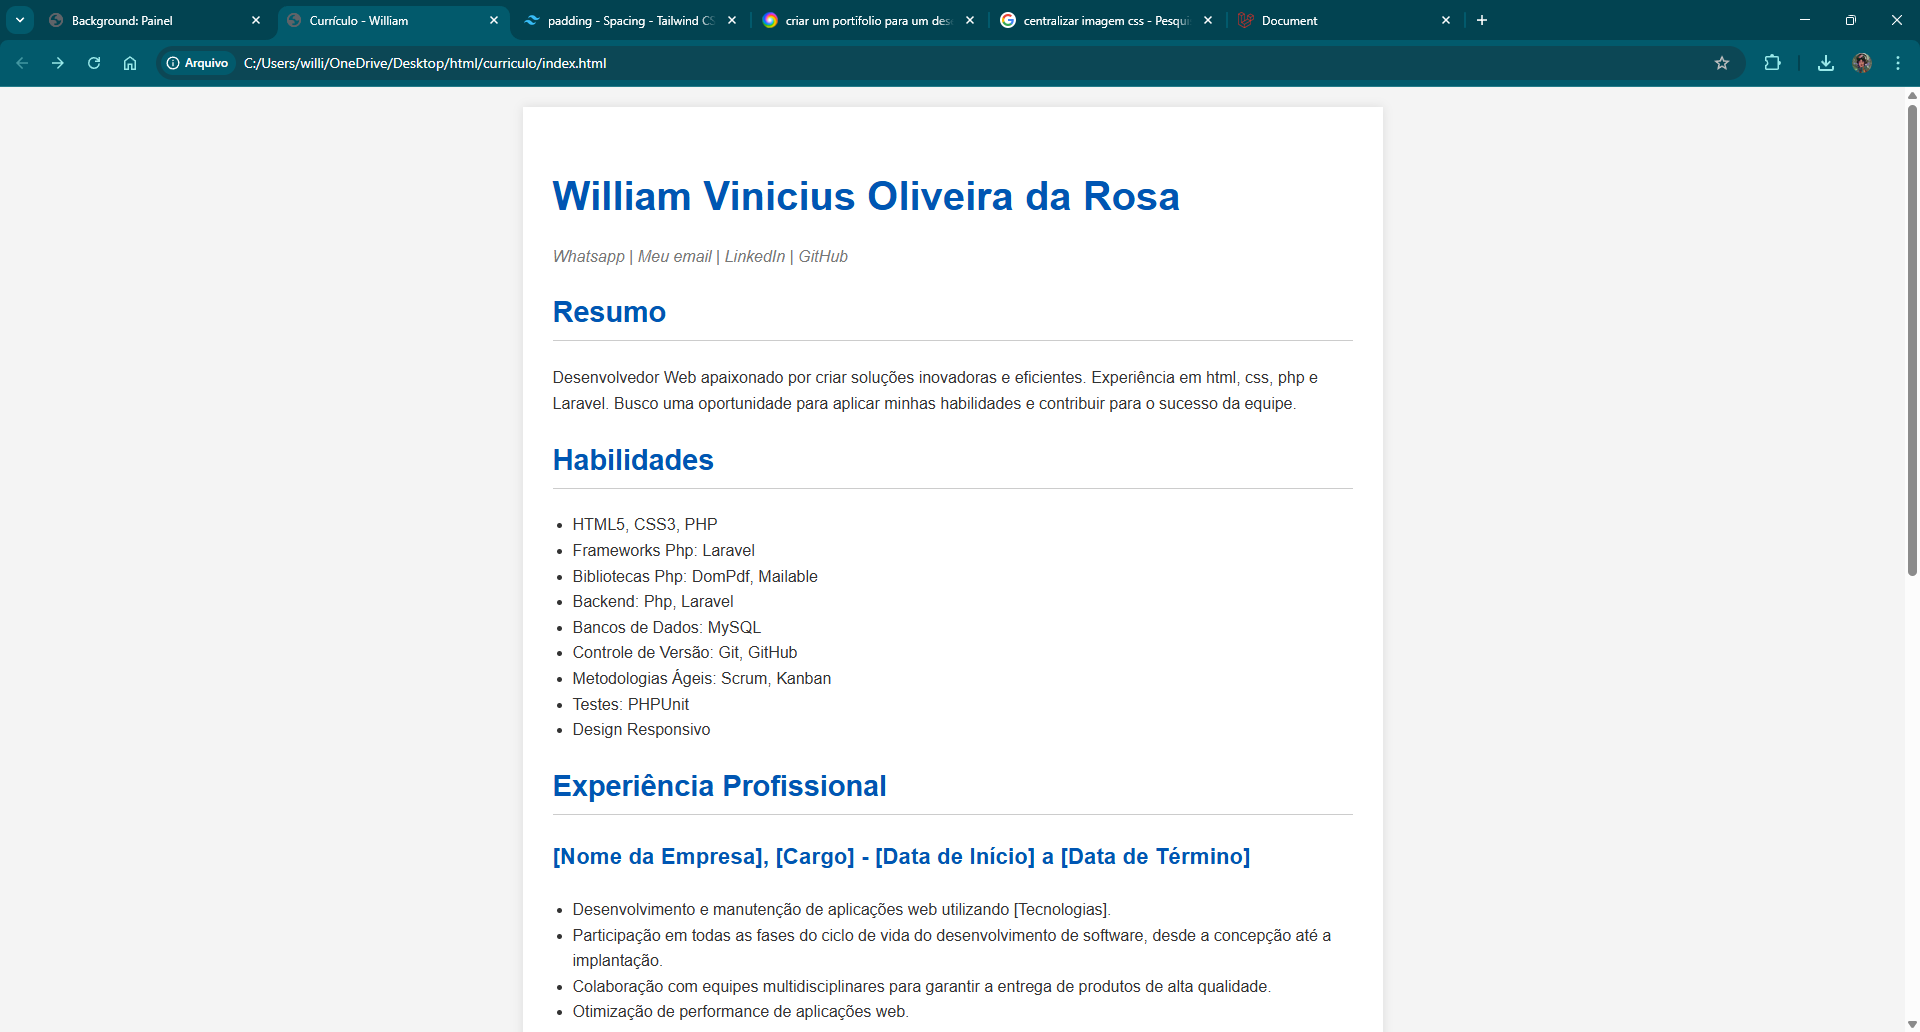 Background: Painel
Currículo - William
padding - Spacing - Tailwind CS
criar um portifolio para um des
centralizar imagem css - Pesqui
Document
Arquivo
C:/Users/willi/OneDrive/Desktop/html/curriculo/index.html
William Vinicius Oliveira da Rosa
Whatsapp | Meu email | LinkedIn | GitHub
Resumo
Desenvolvedor Web apaixonado por criar soluções inovadoras e eficientes. Experiência em html, css, php e
Laravel. Busco uma oportunidade para aplicar minhas habilidades e contribuir para o sucesso da equipe.
Habilidades
• HTML5, CSS3, PHP
• Frameworks Php: Laravel
• Bibliotecas Php: DomPdf, Mailable
• Backend: Php, Laravel
• Bancos de Dados: MySQL
• Controle de Versão: Git, GitHub
• Metodologias Ágeis: Scrum, Kanban
• Testes: PHPUnit
• Design Responsivo
Experiência Profissional
[Nome da Empresa], [Cargo] - [Data de Início] a [Data de Término]
• Desenvolvimento e manutenção de aplicações web utilizando [Tecnologias].
• Participação em todas as fases do ciclo de vida do desenvolvimento de software, desde a concepção até a
implantação.
• Colaboração com equipes multidisciplinares para garantir a entrega de produtos de alta qualidade.
• Otimização de performance de aplicações web.